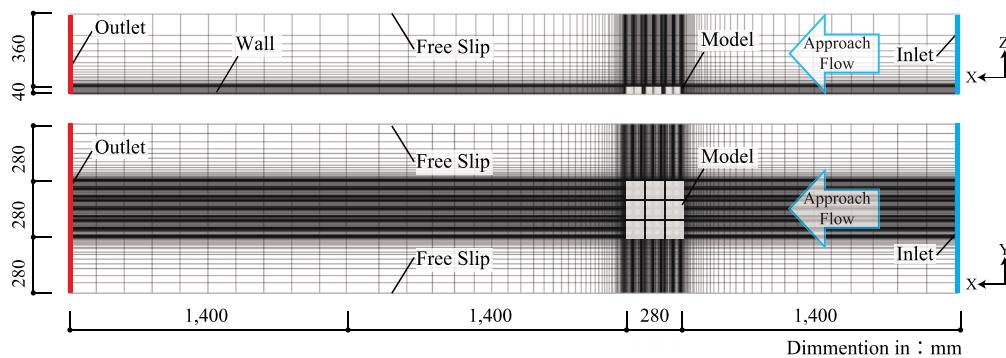 Outlet
Wall
Free Slip
Model
Approach
Flow
Inlet
Z
X
360
40
Outlet
Free Slip
Model
Approach
Flow
Inlet
Free Slip
Y
X
280
280
280
1,400
1,400
280
1,400
Dimmention in：mm